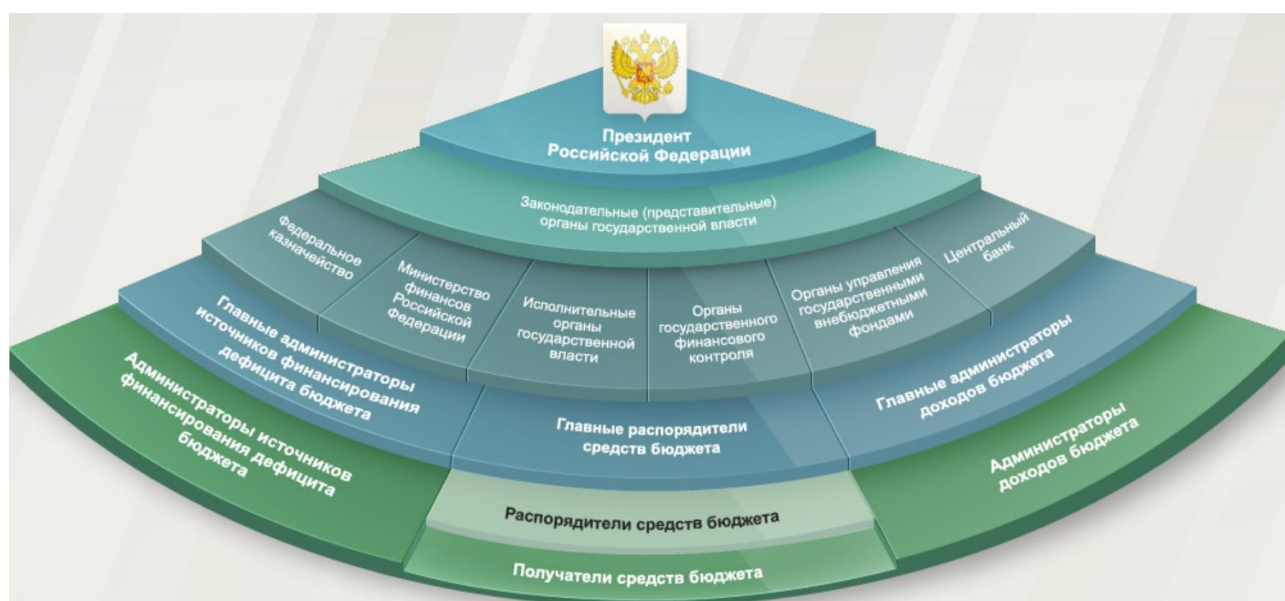 Президент
Российской Федерации
Законодательные (представительные)
органы государственной власти
Федеральное
казначейство
Министерство
финансов
Российской
Федерации
Исполнительные
органы
государственной
власти
Органы
государственного
финансового
контроля
Органы управления
государственными
внебюджетными
фондами
Центральный
банк
Главные администраторы
источников финансирования
дефицита бюджета
Главные распорядители
средств бюджета
Главные администраторы
доходов бюджета
Администраторы источников
финансирования дефицита
бюджета
Распорядители средств бюджета
Получатели средств бюджета
Администраторы
доходов бюджета